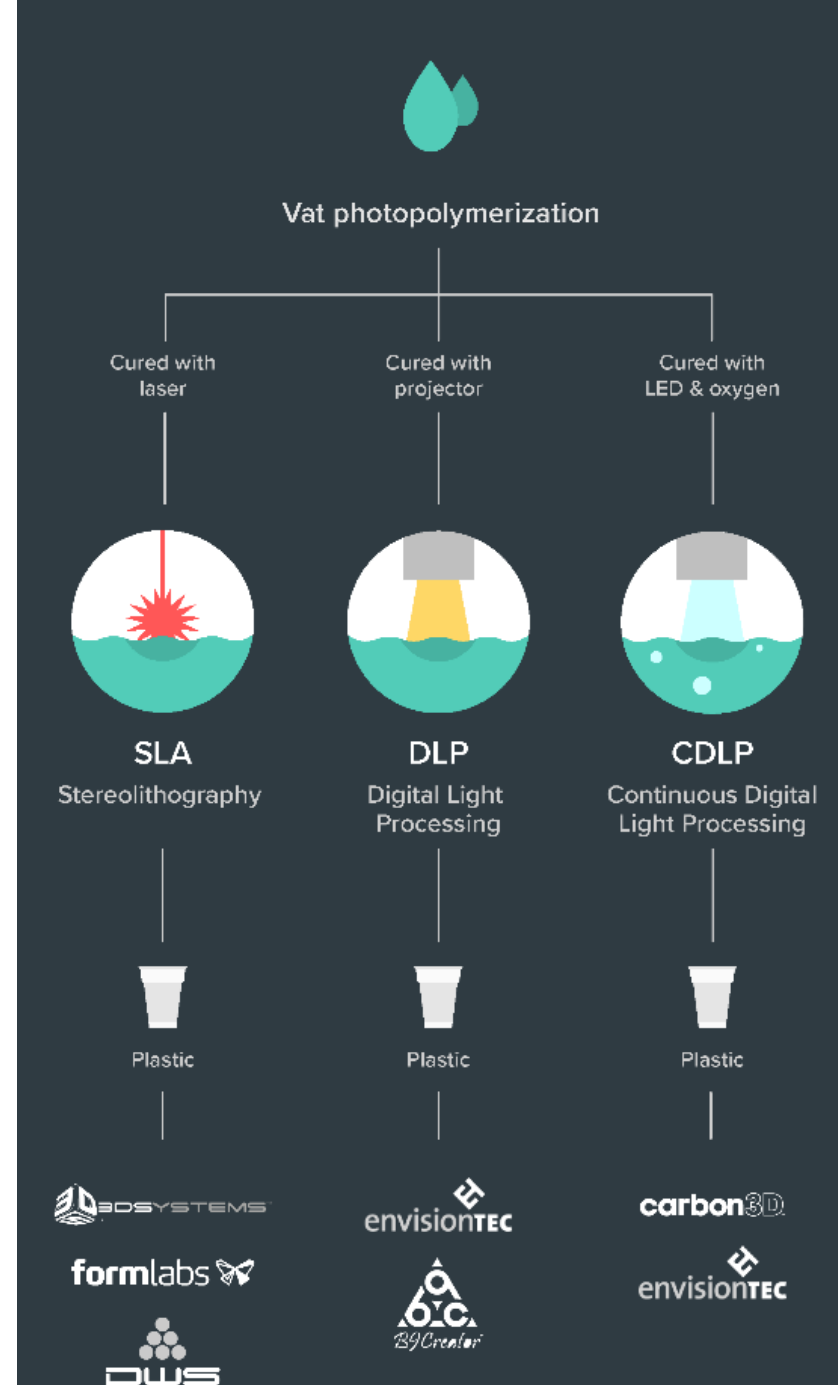 Vat photopolymerization
Cured with
laser
Cured with
projector
Cured with
LED & oxygen
SLA
Stereolithography
DLP
Digital Light
Processing
CDLP
Continuous Digital
Light Processing
Plastic
Plastic
Plastic
3D 3DSYSTEMS
formlabs
DWS
envisionTEC
B9Creator
carbon3D
envisionTEC